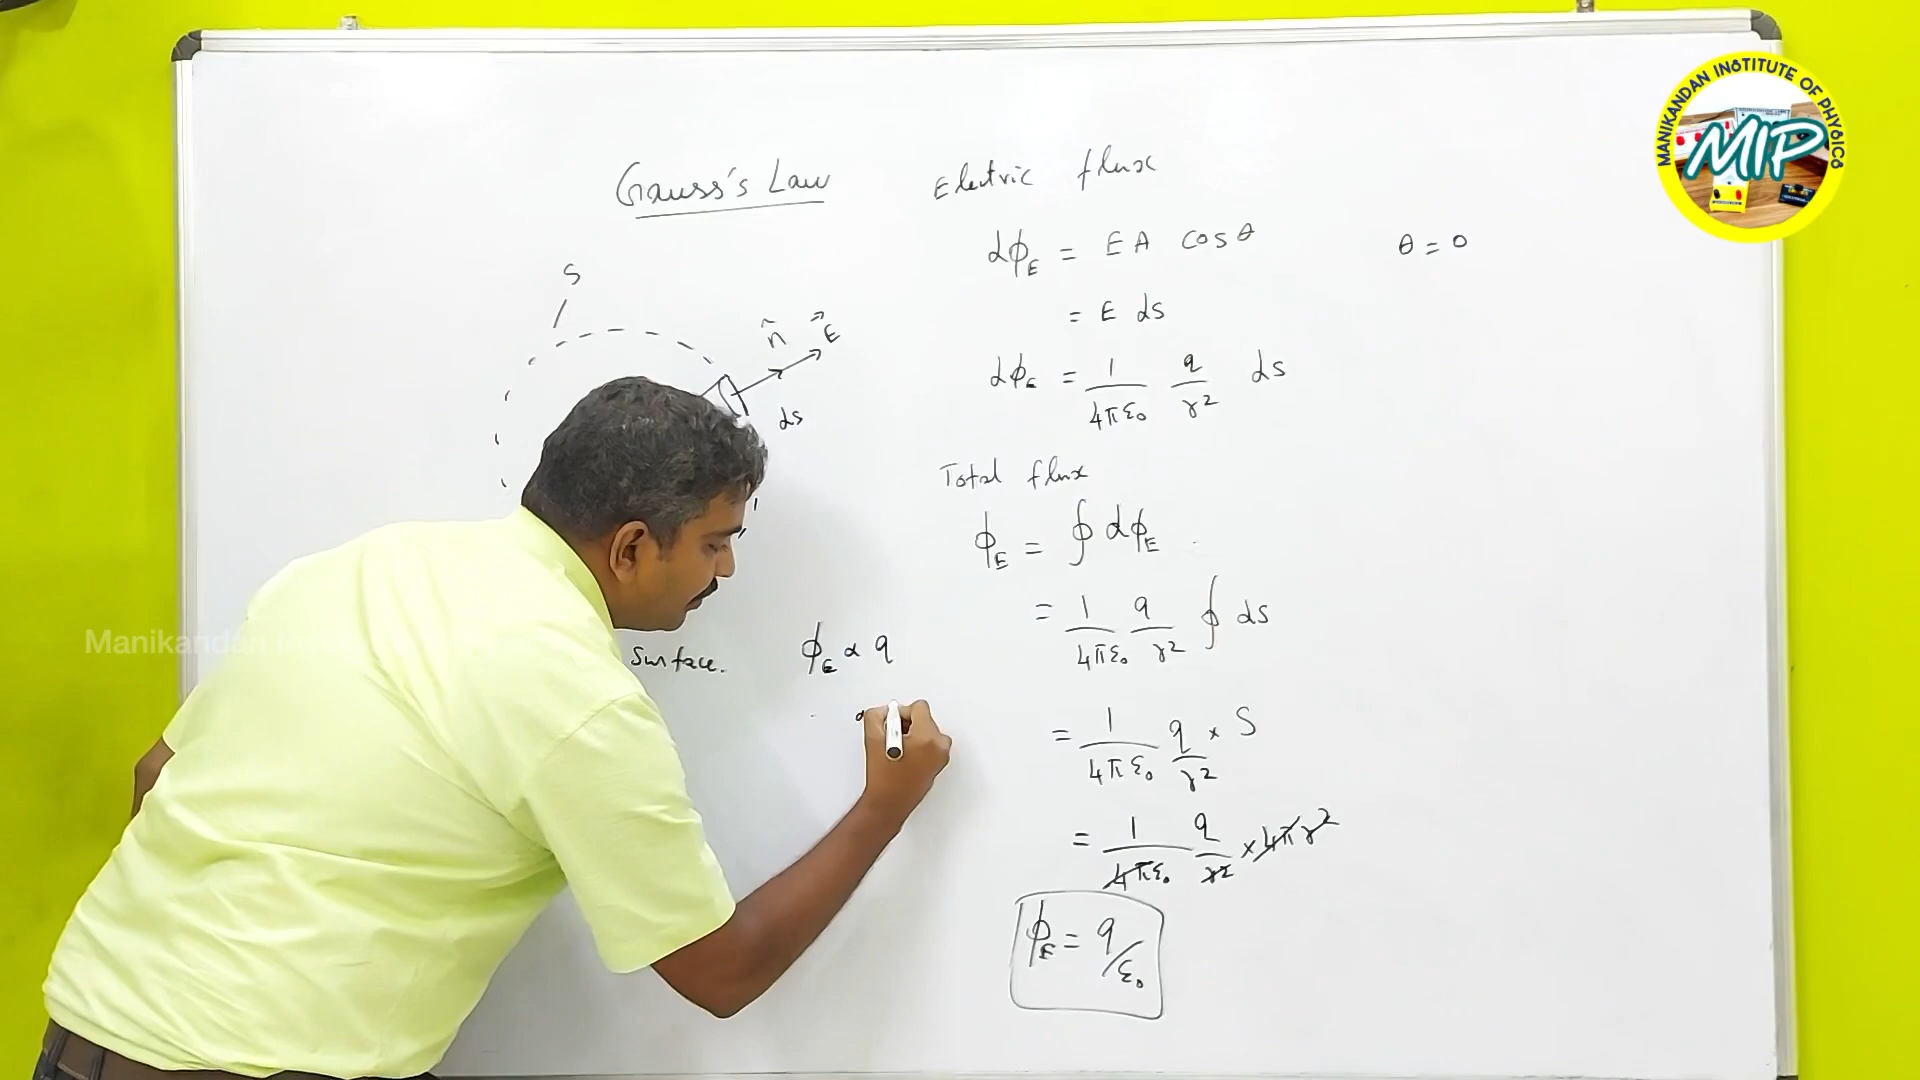 MANIKANDAN INSTITUTE OF PHYSICS
MIP
Gauss's Law
S
n̂ E⃗
ds
Surface.
ϕ_E ∝ q
Electric flux
dϕ_E = E A cos θ
θ = 0
= E ds
dϕ_E = 1/4πε₀ q/r² ds
Total flux
ϕ_E = ∮ dϕ_E
= 1/4πε₀ q/r² ∮ ds
= 1/4πε₀ q/r² × S
= 1/4πε₀ q/r² × 4πr²
ϕ_E = q/ε₀
Manikandan